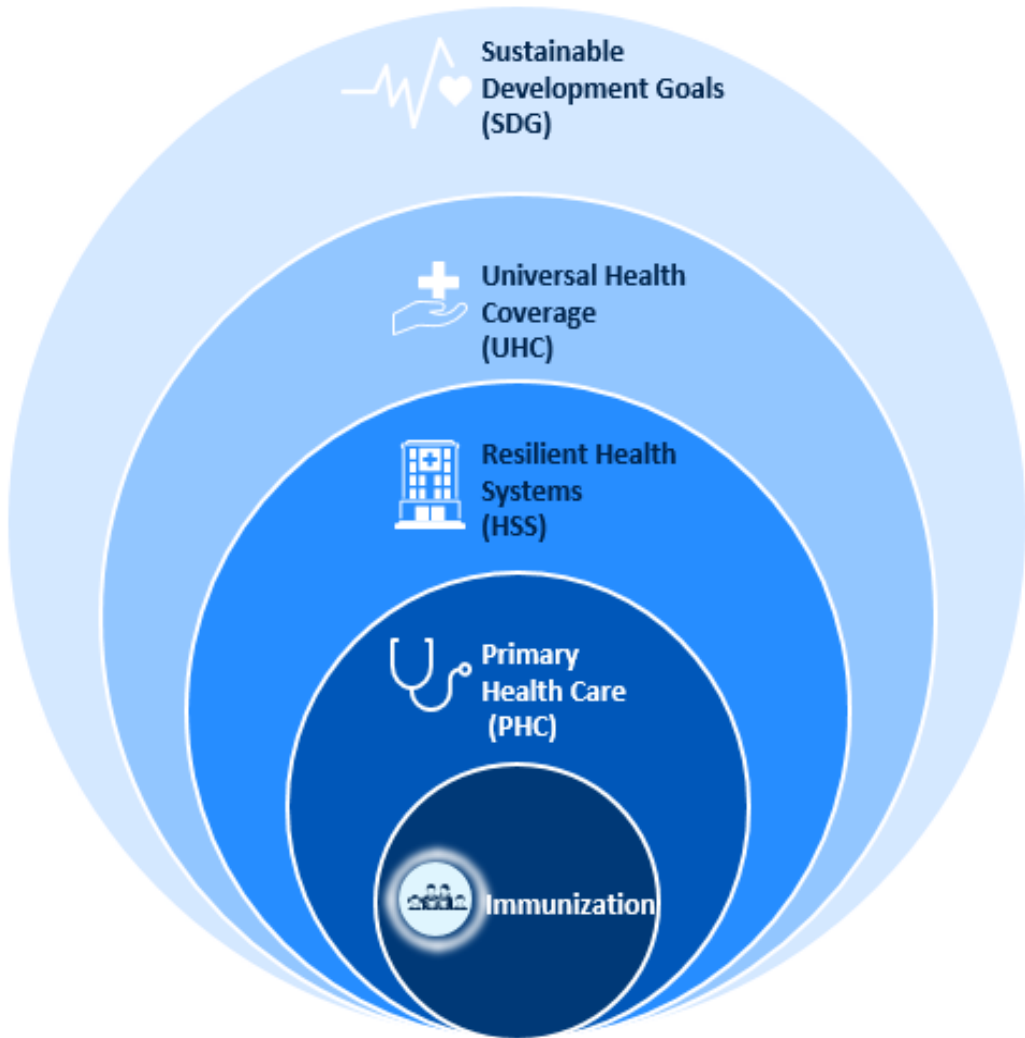 Sustainable
Development Goals
(SDG)
Universal Health
Coverage
(UHC)
Resilient Health
Systems
(HSS)
Primary
Health Care
(PHC)
Immunization